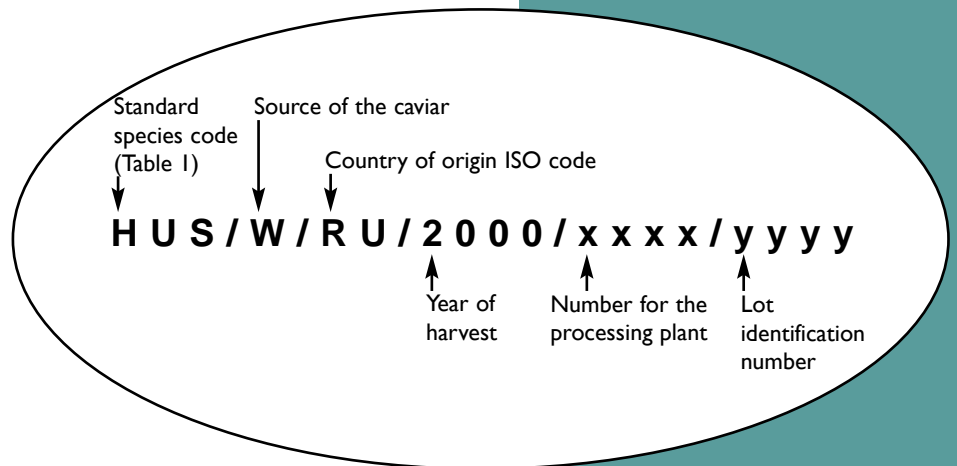 Standard
species code
(Table 1)
Source of the caviar
Country of origin ISO code
HUS/W/RU/2000/xxxx/yyyy
Year of
harvest
Number for the
processing plant
Lot
identification
number